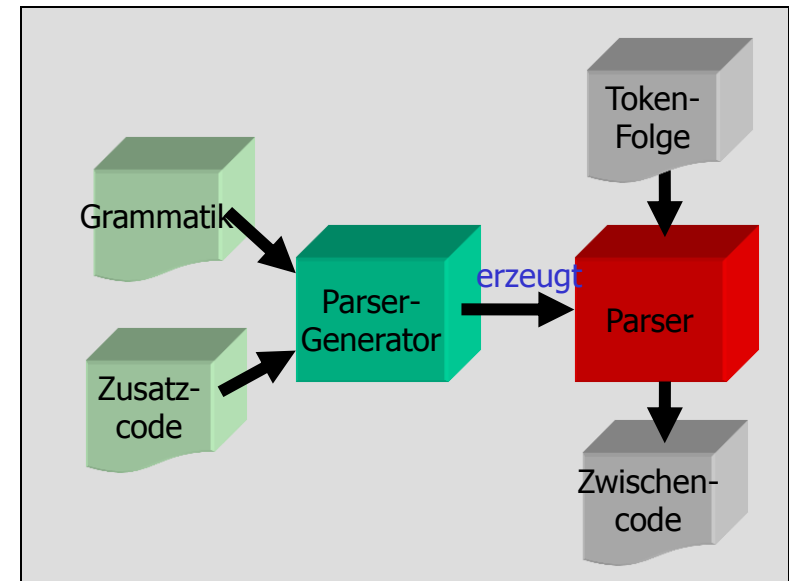 Token-
Folge
Grammatik
erzeugt
Parser-
Generator
Parser
Zusatz-
code
Zwischen-
code